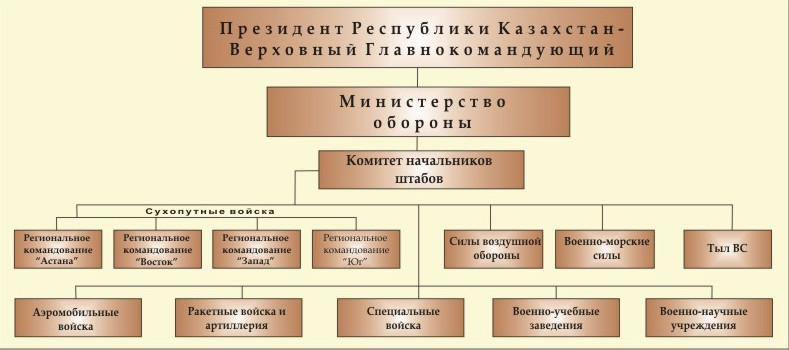 Президент Республики Казахстан-
Верховный Главнокомандующий
Министерство
обороны
Комитет начальников
штабов
Сухопутные войска
Региональное
командование
"Астана"
Региональное
командование
"Восток"
Региональное
командование
"Запад"
Региональное
командование
"Юг"
Силы воздушной
обороны
Военно-морские
силы
Тыл ВС
Аэромобильные
войска
Ракетные войска и
артиллерия
Специальные
войска
Военно-учебные
заведения
Военно-научные
учреждения